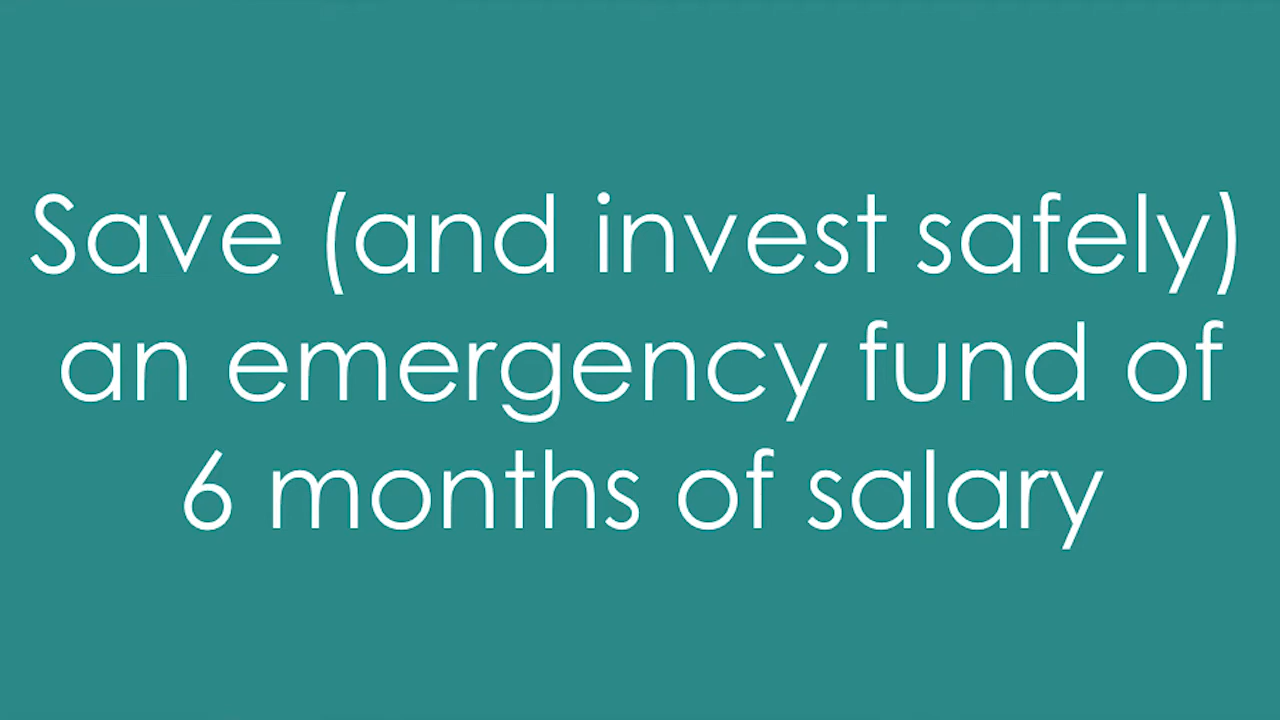 Save (and invest safely)
an emergency fund of
6 months of salary